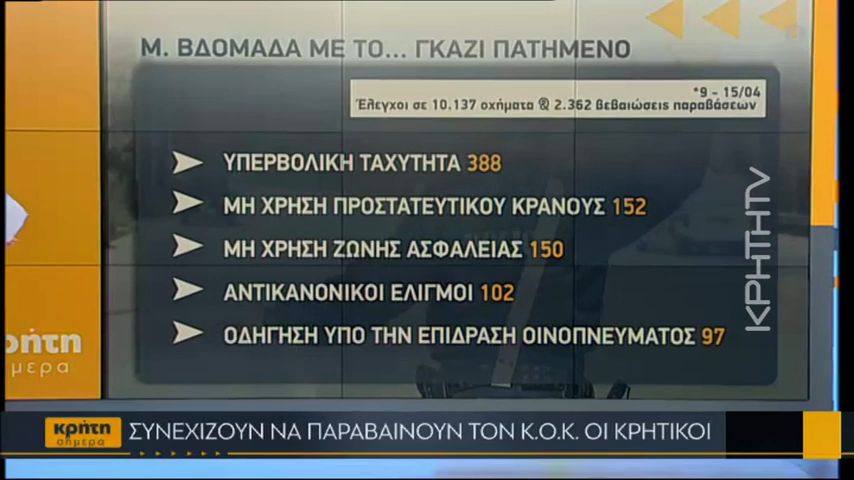 Μ. ΒΔΟΜΑΔΑ ΜΕ ΤΟ... ΓΚΑΖΙ ΠΑΤΗΜΕΝΟ
*9 - 15/04
Έλεγχοι σε 10.137 οχήματα & 2.362 βεβαιώσεις παραβάσεων
ΥΠΕΡΒΟΛΙΚΗ ΤΑΧΥΤΗΤΑ 388
ΜΗ ΧΡΗΣΗ ΠΡΟΣΤΑΤΕΥΤΙΚΟΥ ΚΡΑΝΟΥΣ 152
ΜΗ ΧΡΗΣΗ ΖΩΝΗΣ ΑΣΦΑΛΕΙΑΣ 150
ΑΝΤΙΚΑΝΟΝΙΚΟΙ ΕΛΙΓΜΟΙ 102
ΟΔΗΓΗΣΗ ΥΠΟ ΤΗΝ ΕΠΙΔΡΑΣΗ ΟΙΝΟΠΝΕΥΜΑΤΟΣ 97
ΚΡΗΤΗTV
ρήτη
μερα
κρήτη
σήμερα
ΣΥΝΕΧΙΖΟΥΝ ΝΑ ΠΑΡΑΒΑΙΝΟΥΝ ΤΟΝ Κ.Ο.Κ. ΟΙ ΚΡΗΤΙΚΟΙ